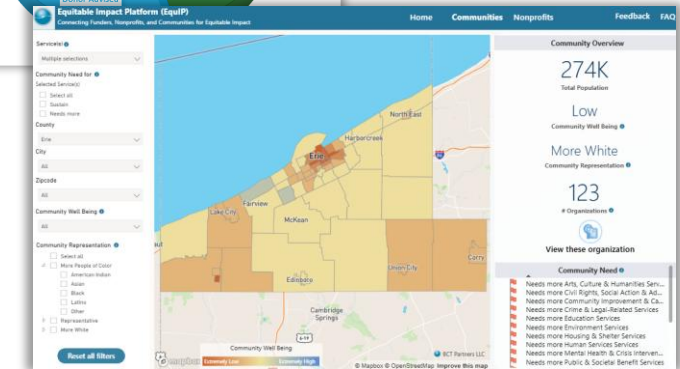 Donor Advised
Equitable Impact Platform (EquIP)
Connecting Funders, Nonprofits, and Communities for Equitable Impact
Home Communities Nonprofits Feedback FAQ
Service(s)
Multiple selections
Community Need for
Selected Service(s)
Select all
Sustain
Needs more
County
Erie
City
All
Zipcode
All
Community Well Being
All
Community Representation
Select all
More People of Color
American Indian
Asian
Black
Latinx
Other
Representative
More White
Reset all filters
North East
Harborcreek
Erie
Fairview
Lake City
McKean
Union City
Corry
Edinboro
Cambridge
Springs
Community Well Being
Extremely Low Extremely High
mapbox
BCT Partners LLC
© Mapbox © OpenStreetMap Improve this map
Community Overview
274K
Total Population
Low
Community Well Being
More White
Community Representation
123
# Organizations
View these organization
Community Need
Needs more Arts, Culture & Humanities Serv...
Needs more Civil Rights, Social Action & Ad...
Needs more Community Improvement & Ca...
Needs more Crime & Legal-Related Services
Needs more Education Services
Needs more Environment Services
Needs more Housing & Shelter Services
Needs more Human Services Services
Needs more Mental Health & Crisis Interven...
Needs more Public & Societal Benefit Services